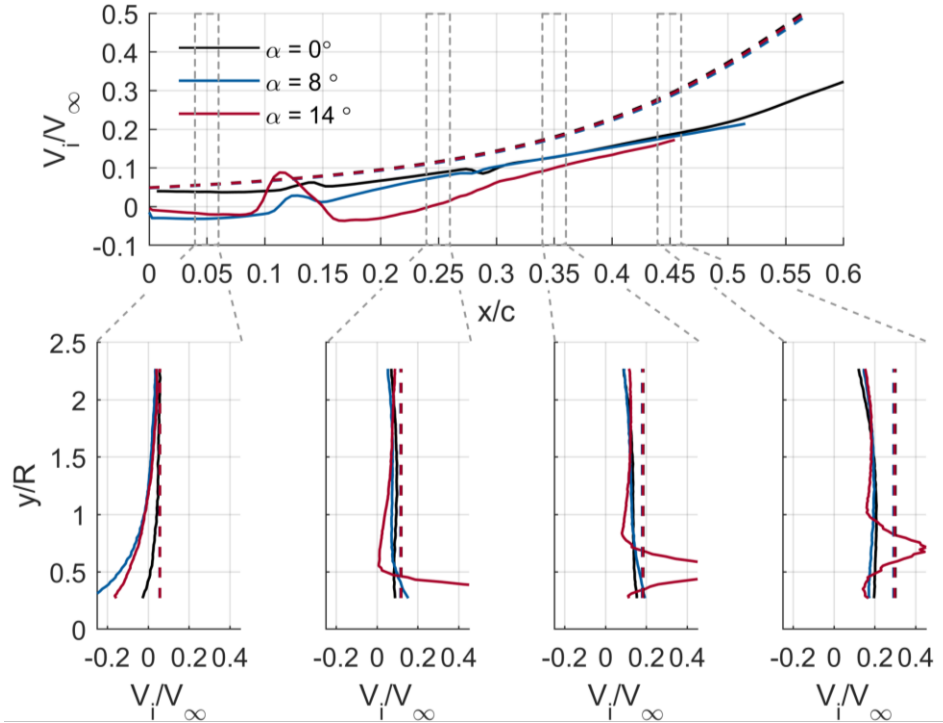 0.5
0.4
0.3
0.2
0.1
0
-0.1
V_i/V_∞
α = 0°
α = 8 °
α = 14 °
0 0.05 0.1 0.15 0.2 0.25 0.3 0.35 0.4 0.45 0.5 0.55 0.6
x/c
2.5
2
1.5
1
0.5
0
y/R
-0.2 0 0.2 0.4 -0.2 0 0.2 0.4 -0.2 0 0.2 0.4 -0.2 0 0.2 0.4
V_i/V_∞ V_i/V_∞ V_i/V_∞ V_i/V_∞